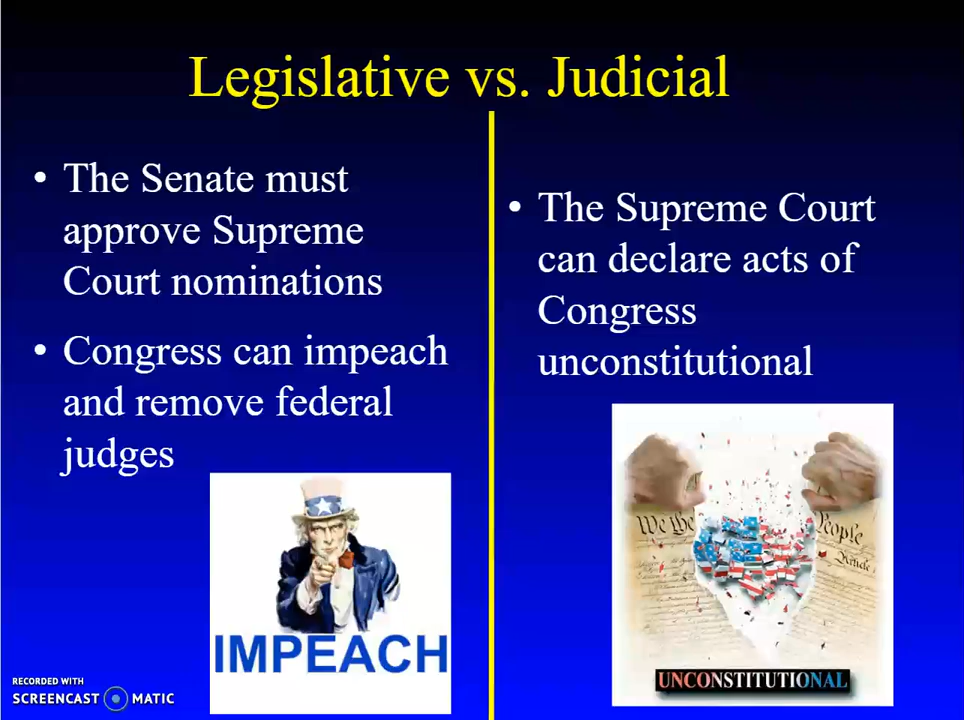 Legislative vs. Judicial
• The Senate must
approve Supreme
Court nominations
• Congress can impeach
and remove federal
judges
IMPEACH
• The Supreme Court
can declare acts of
Congress
unconstitutional
We the People
Article
UNCONSTITUTIONAL
RECORDED WITH
SCREENCAST MATIC